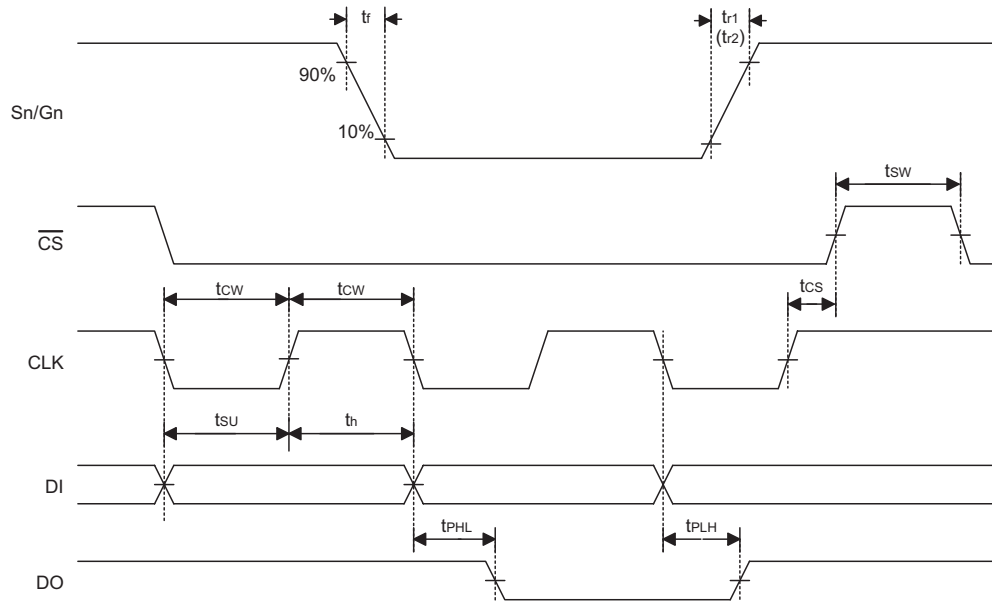 tf
tr1
(tr2)
90%
Sn/Gn
10%
tSW
CS
tCS
tCW
tCW
CLK
tSU
th
DI
tPHL
tPLH
DO